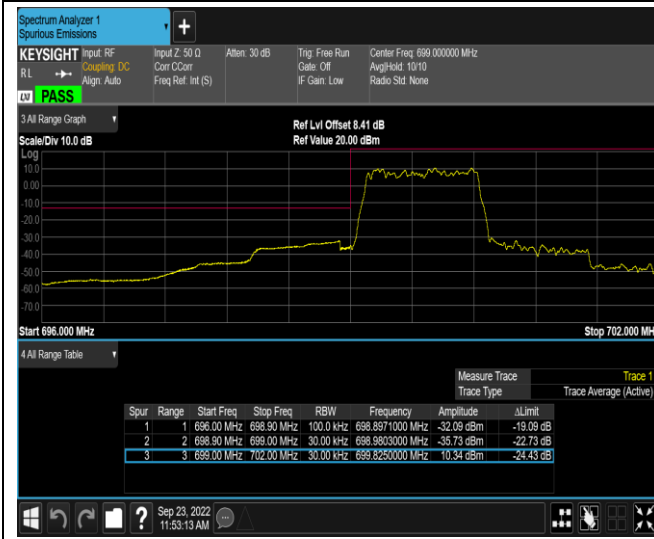 Spectrum Analyzer 1
Spurious Emissions
KEYSIGHT Input: RF Input Z: 50 Ω Atten: 30 dB Trig: Free Run Center Freq: 699.000000 MHz
RL Coupling: DC Corr CCorr Gate: Off Avg|Hold: 10/10
Align: Auto Freq Ref: Int (S) IF Gain: Low Radio Std: None
LXI PASS
3 All Range Graph
Ref Lvl Offset 8.41 dB
Scale/Div 10.0 dB Ref Value 20.00 dBm
Log
10.0
0.00
-10.0
-20.0
-30.0
-40.0
-50.0
-60.0
-70.0
Start 696.000 MHz Stop 702.000 MH
4 All Range Table
Measure Trace Trace 1
Trace Type Trace Average (Active)
Spur Range Start Freq Stop Freq RBW Frequency Amplitude ΔLimit
1 1 696.00 MHz 698.90 MHz 100.0 kHz 698.8971000 MHz -32.09 dBm -19.09 dB
2 2 698.90 MHz 699.00 MHz 30.00 kHz 698.9803000 MHz -35.73 dBm -22.73 dB
3 3 699.00 MHz 702.00 MHz 30.00 kHz 699.8250000 MHz 10.34 dBm -24.43 dB
? Sep 23, 2022
11:53:13 AM